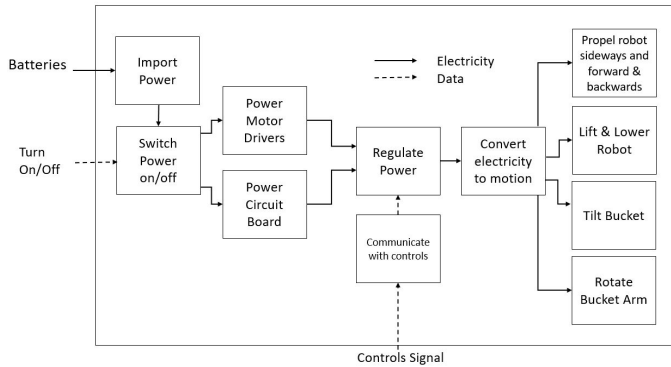 Batteries
Import
Power
Turn
On/Off
Switch
Power
on/off
Power
Motor
Drivers
Power
Circuit
Board
Electricity
Data
Regulate
Power
Communicate
with controls
Controls Signal
Convert
electricity
to motion
Propel robot
sideways and
forward &
backwards
Lift & Lower
Robot
Tilt Bucket
Rotate
Bucket Arm